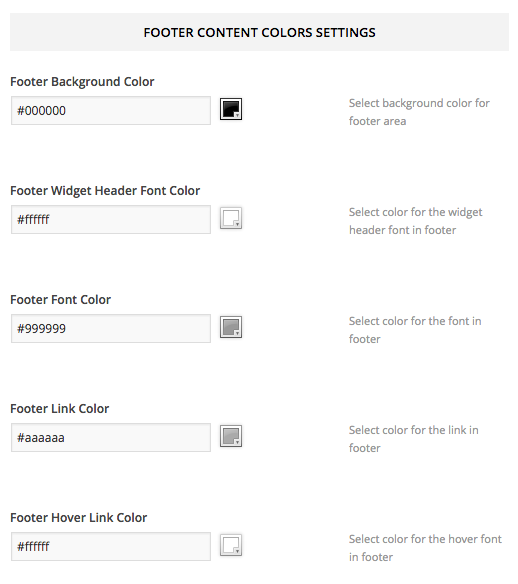 FOOTER CONTENT COLORS SETTINGS
Footer Background Color
#000000
Select background color for
footer area
Footer Widget Header Font Color
#ffffff
Select color for the widget
header font in footer
Footer Font Color
#999999
Select color for the font in
footer
Footer Link Color
#aaaaaa
Select color for the link in
footer
Footer Hover Link Color
#ffffff
Select color for the hover font
in footer